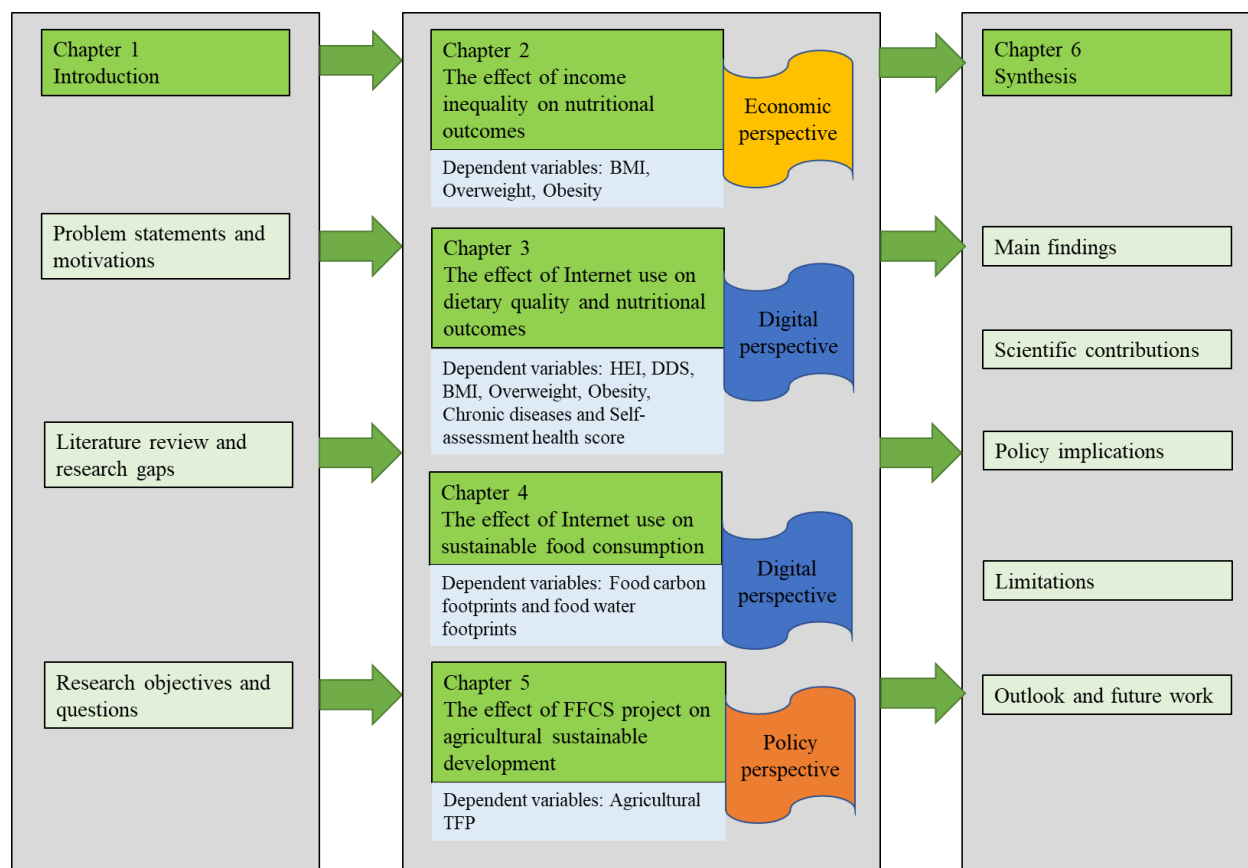 Chapter 1
Introduction
Problem statements and
motivations
Literature review and
research gaps
Research objectives and
questions
Chapter 2
The effect of income
inequality on nutritional
outcomes
Dependent variables: BMI,
Overweight, Obesity
Economic
perspective
Chapter 3
The effect of Internet use on
dietary quality and nutritional
outcomes
Dependent variables: HEI, DDS,
BMI, Overweight, Obesity,
Chronic diseases and Self-
assessment health score
Digital
perspective
Chapter 4
The effect of Internet use on
sustainable food consumption
Dependent variables: Food carbon
footprints and food water
footprints
Digital
perspective
Chapter 5
The effect of FFCS project on
agricultural sustainable
development
Dependent variables: Agricultural
TFP
Policy
perspective
Chapter 6
Synthesis
Main findings
Scientific contributions
Policy implications
Limitations
Outlook and future work